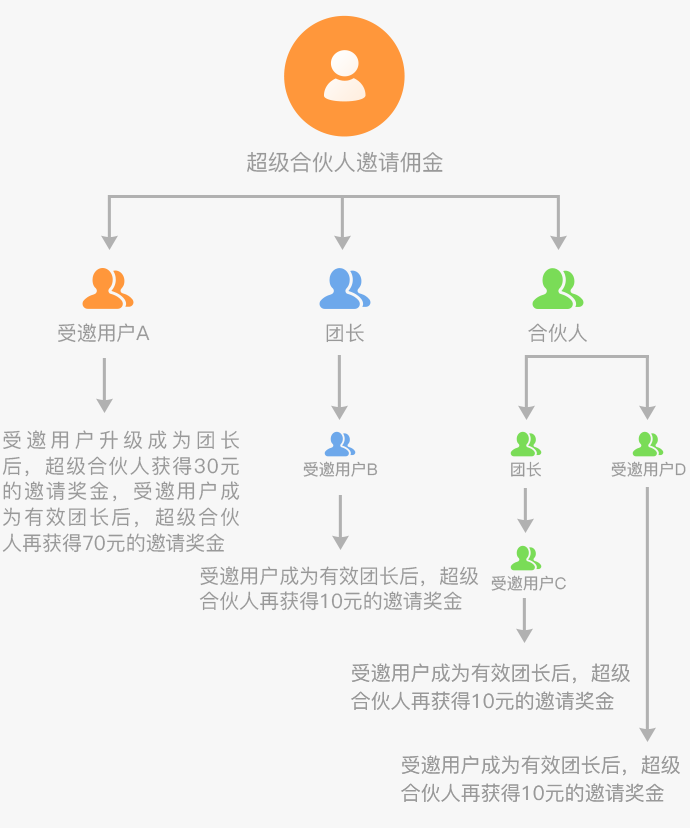 超级合伙人邀请佣金
受邀用户A
团长
合伙人
受邀用户升级成为团长
后，超级合伙人获得30元
的邀请奖金，受邀用户成
为有效团长后，超级合伙
人再获得70元的邀请奖金
受邀用户B
团长
受邀用户D
受邀用户成为有效团长后，超级
合伙人再获得10元的邀请奖金
受邀用户C
受邀用户成为有效团长后，超级
合伙人再获得10元的邀请奖金
受邀用户成为有效团长后，超级
合伙人再获得10元的邀请奖金